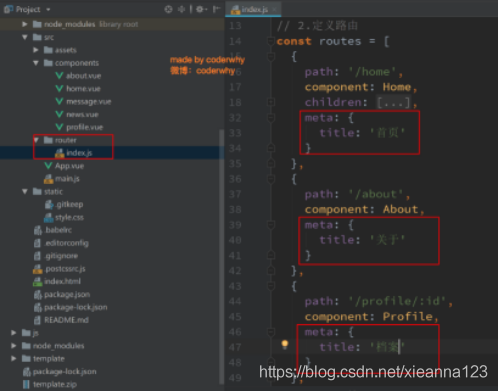 Project
node_modules library root
src
assets
components
about.vue
home.vue
message.vue
news.vue
profile.vue
router
index.js
App.vue
main.js
static
.gitkeep
style.css
.babelrc
.editorconfig
.gitignore
.postcssrc.js
index.html
package.json
package-lock.json
README.md
js
node_modules
template
package-lock.json
template.zip
made by coderwhy
微博：coderwhy
index.js
13 // 2.定义路由
14 const routes = [
15 {
16 path: '/home',
17 component: Home,
18 children: [...],
32 meta: {
33 title: '首页'
34 }
35 },
36 {
37 path: '/about',
38 component: About,
39 meta: {
40 title: '关于'
41 }
42 },
43 {
44 path: '/profile/:id',
45 component: Profile,
46 meta: {
47 title: '档案'
48 }
49 },
https://blog.csdn.net/xieanna123